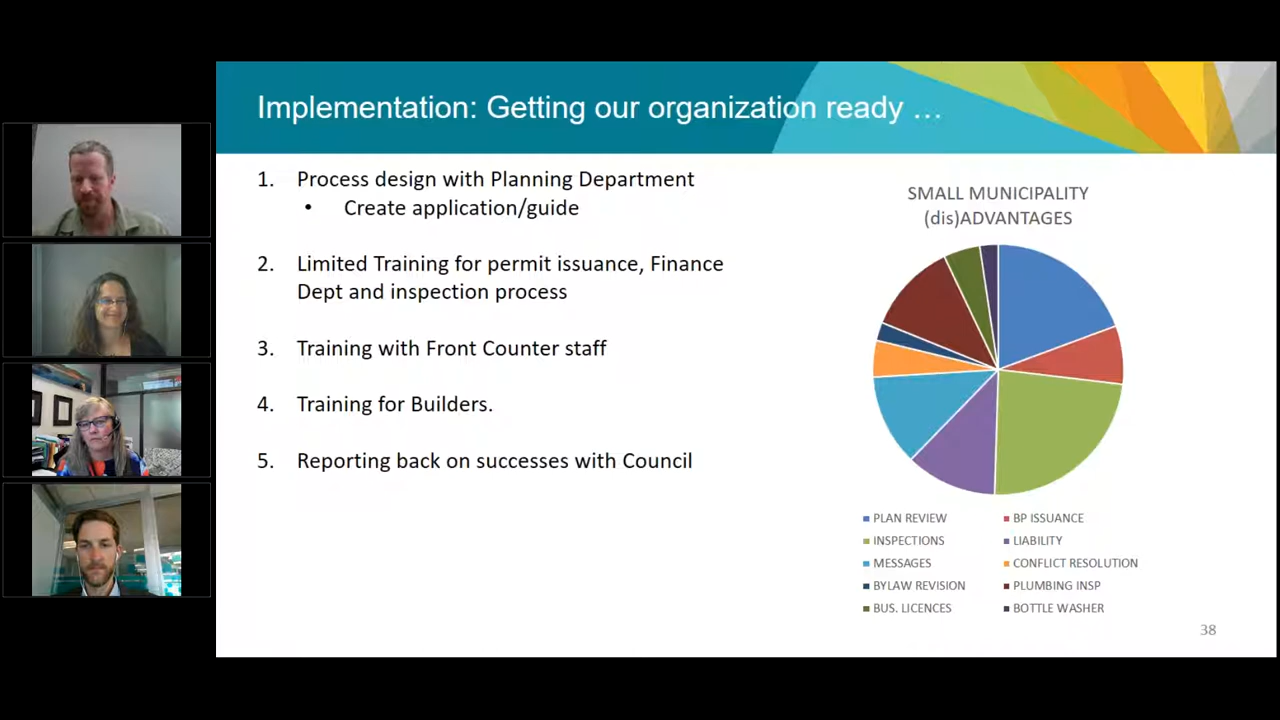 Implementation: Getting our organization ready …
1. Process design with Planning Department
• Create application/guide
2. Limited Training for permit issuance, Finance
Dept and inspection process
3. Training with Front Counter staff
4. Training for Builders.
5. Reporting back on successes with Council
SMALL MUNICIPALITY
(dis)ADVANTAGES
PLAN REVIEW
BP ISSUANCE
INSPECTIONS
LIABILITY
MESSAGES
CONFLICT RESOLUTION
BYLAW REVISION
PLUMBING INSP
BUS. LICENCES
BOTTLE WASHER
38